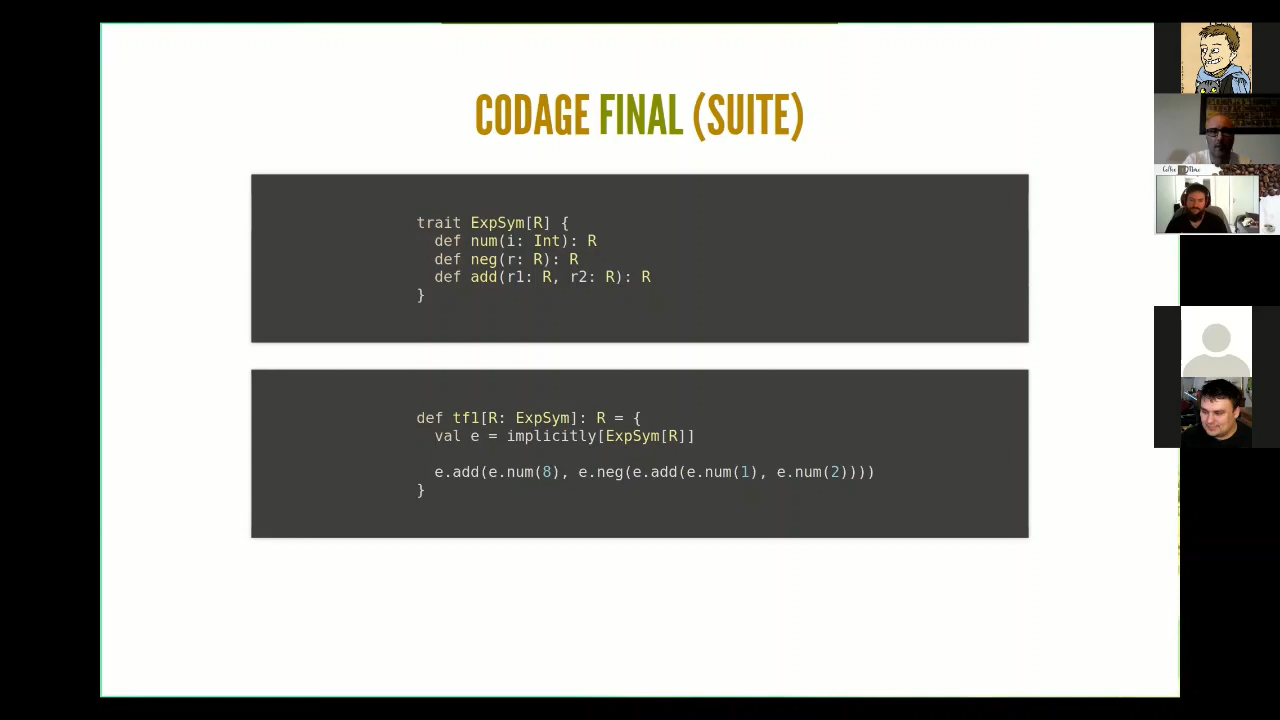 CODAGE FINAL (SUITE)
trait ExpSym[R] {
def num(i: Int): R
def neg(r: R): R
def add(r1: R, r2: R): R
}
def tf1[R: ExpSym]: R = {
val e = implicitly[ExpSym[R]]
e.add(e.num(8), e.neg(e.add(e.num(1), e.num(2))))
}